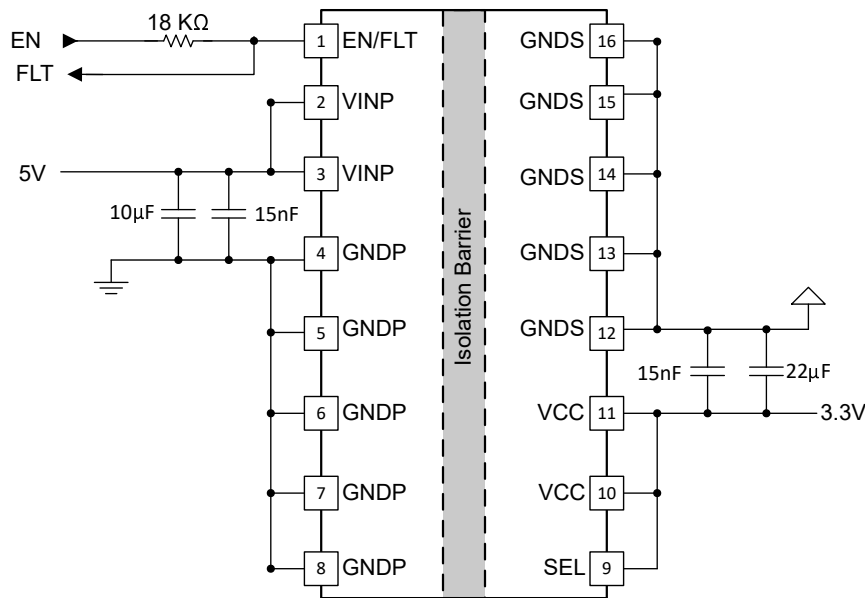 18 KΩ
EN
FLT
1 EN/FLT
2 VINP
5V
3 VINP
10µF
15nF
4 GNDP
5 GNDP
6 GNDP
7 GNDP
8 GNDP
Isolation Barrier
GNDS 16
GNDS 15
GNDS 14
GNDS 13
GNDS 12
15nF
22µF
VCC 11
3.3V
VCC 10
SEL 9